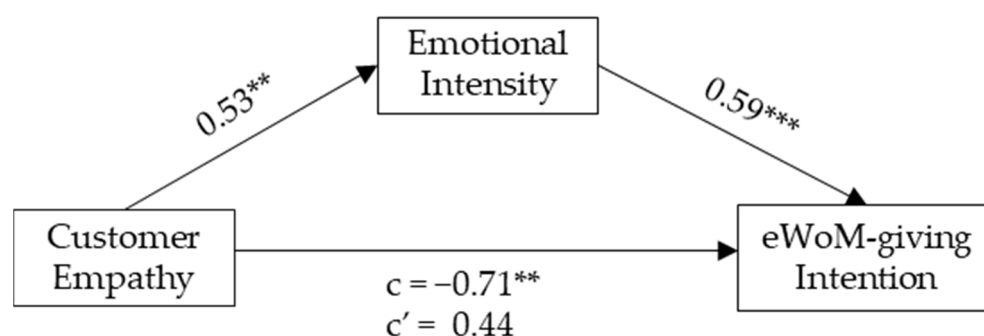 Emotional
Intensity
0.53**
0.59***
Customer
Empathy
eWoM-giving
Intention
c = −0.71**
c′ = 0.44